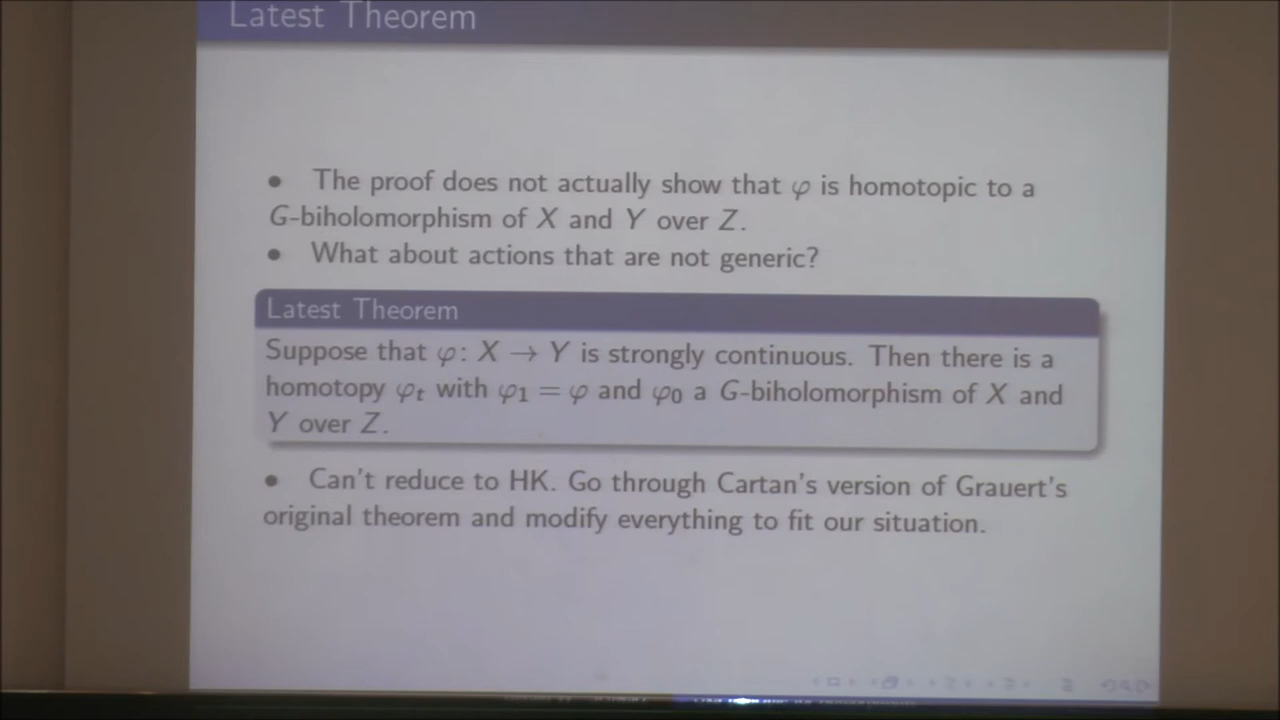 Latest Theorem
• The proof does not actually show that φ is homotopic to a
G-biholomorphism of X and Y over Z.
• What about actions that are not generic?
Latest Theorem
Suppose that φ: X → Y is strongly continuous. Then there is a
homotopy φₜ with φ₁ = φ and φ₀ a G-biholomorphism of X and
Y over Z.
• Can't reduce to HK. Go through Cartan's version of Grauert's
original theorem and modify everything to fit our situation.